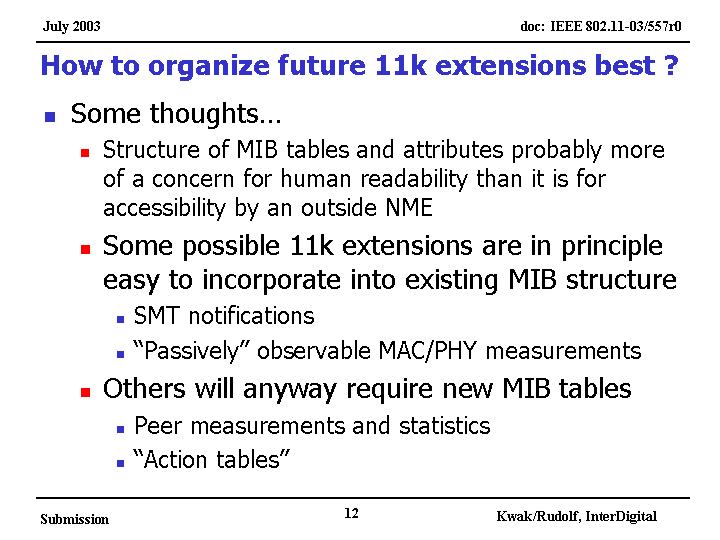 July 2003
doc: IEEE 802.11-03/557r0
How to organize future 11k extensions best ?
Some thoughts…
Structure of MIB tables and attributes probably more
of a concern for human readability than it is for
accessibility by an outside NME
Some possible 11k extensions are in principle
easy to incorporate into existing MIB structure
SMT notifications
“Passively” observable MAC/PHY measurements
Others will anyway require new MIB tables
Peer measurements and statistics
“Action tables”
Submission
12
Kwak/Rudolf, InterDigital